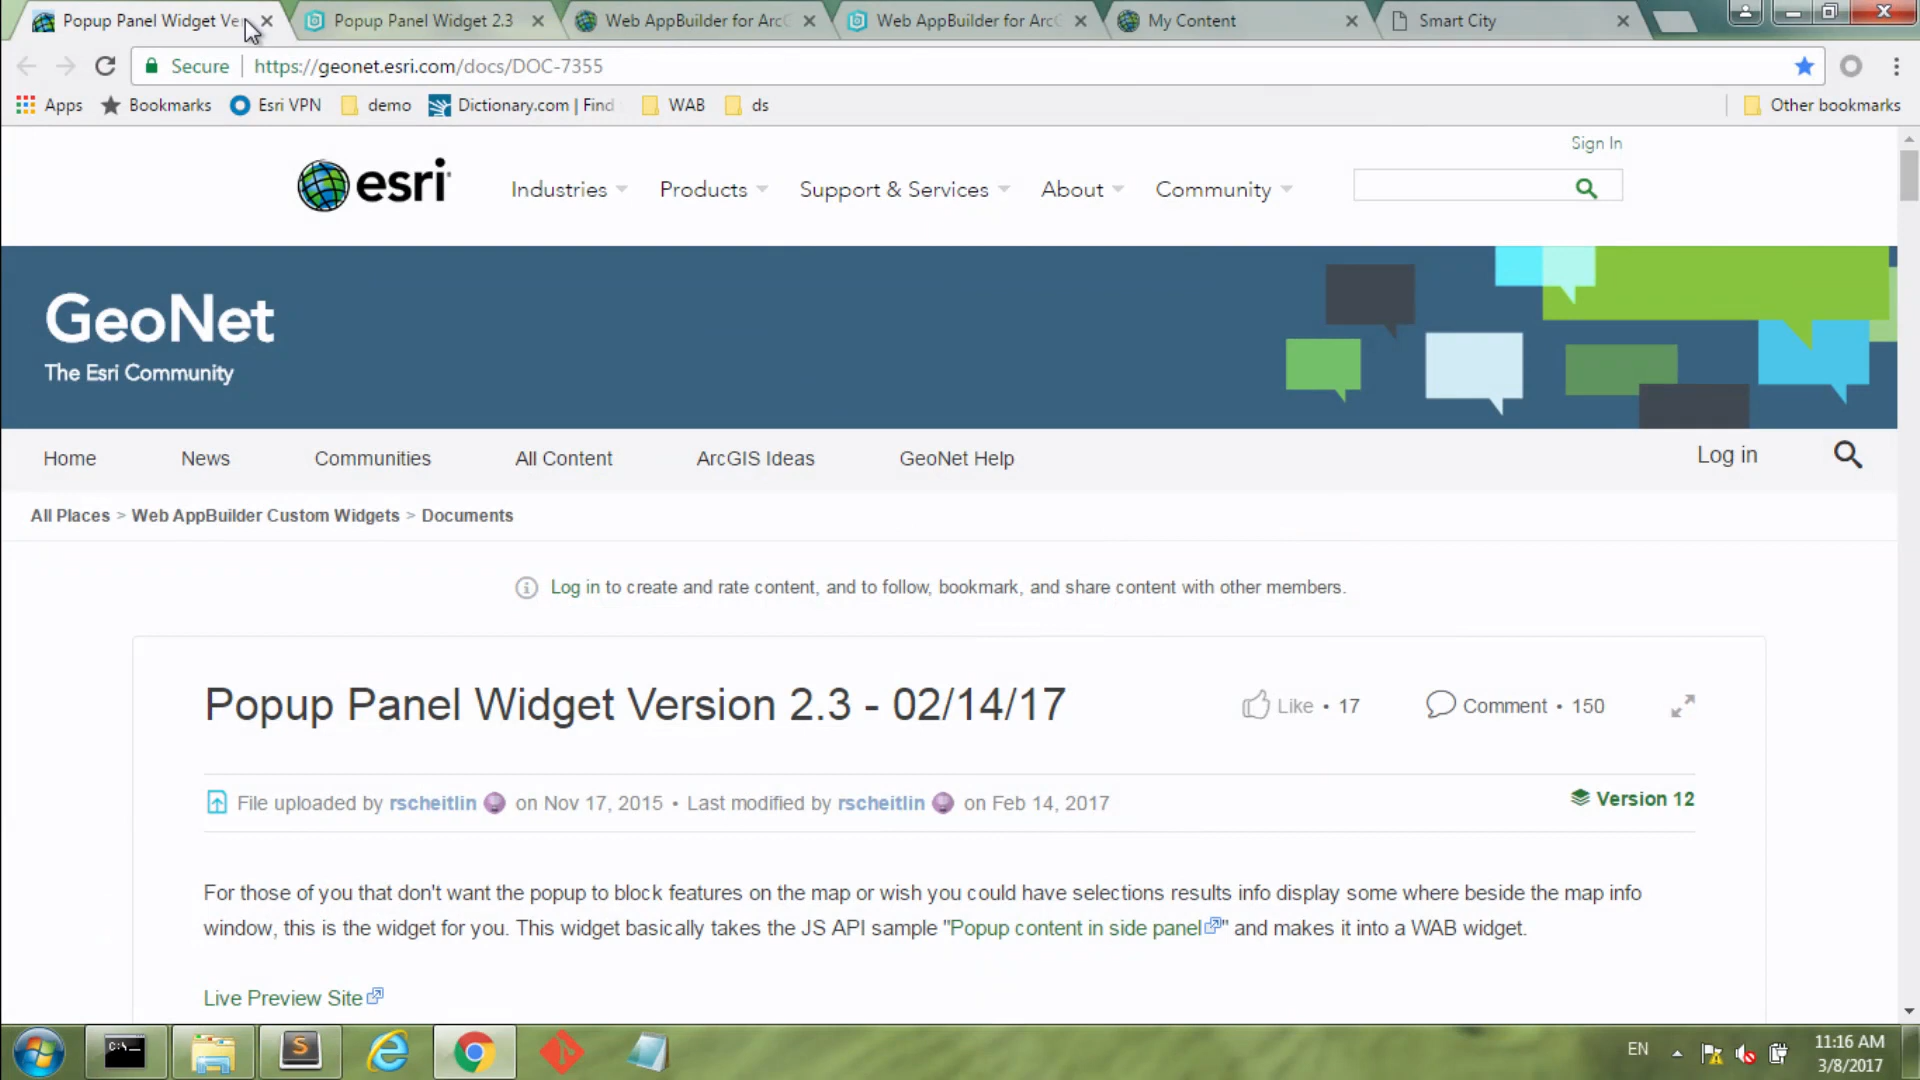 Popup Panel Widget Ve
Popup Panel Widget 2.3
Web AppBuilder for Arc
Web AppBuilder for Arc
My Content
Smart City
Secure
https://geonet.esri.com/docs/DOC-7355
Apps
Bookmarks
Esri VPN
demo
Dictionary.com | Find
WAB
ds
Other bookmarks
Sign In
esri
Industries
Products
Support & Services
About
Community
GeoNet
The Esri Community
Home
News
Communities
All Content
ArcGIS Ideas
GeoNet Help
Log in
All Places > Web AppBuilder Custom Widgets > Documents
Log in to create and rate content, and to follow, bookmark, and share content with other members.
Popup Panel Widget Version 2.3 - 02/14/17
Like • 17
Comment • 150
File uploaded by rscheitlin on Nov 17, 2015 • Last modified by rscheitlin on Feb 14, 2017
Version 12
For those of you that don't want the popup to block features on the map or wish you could have selections results info display some where beside the map info
window, this is the widget for you. This widget basically takes the JS API sample "Popup content in side panel" and makes it into a WAB widget.
Live Preview Site
C:\
S
EN
11:16 AM
3/8/2017